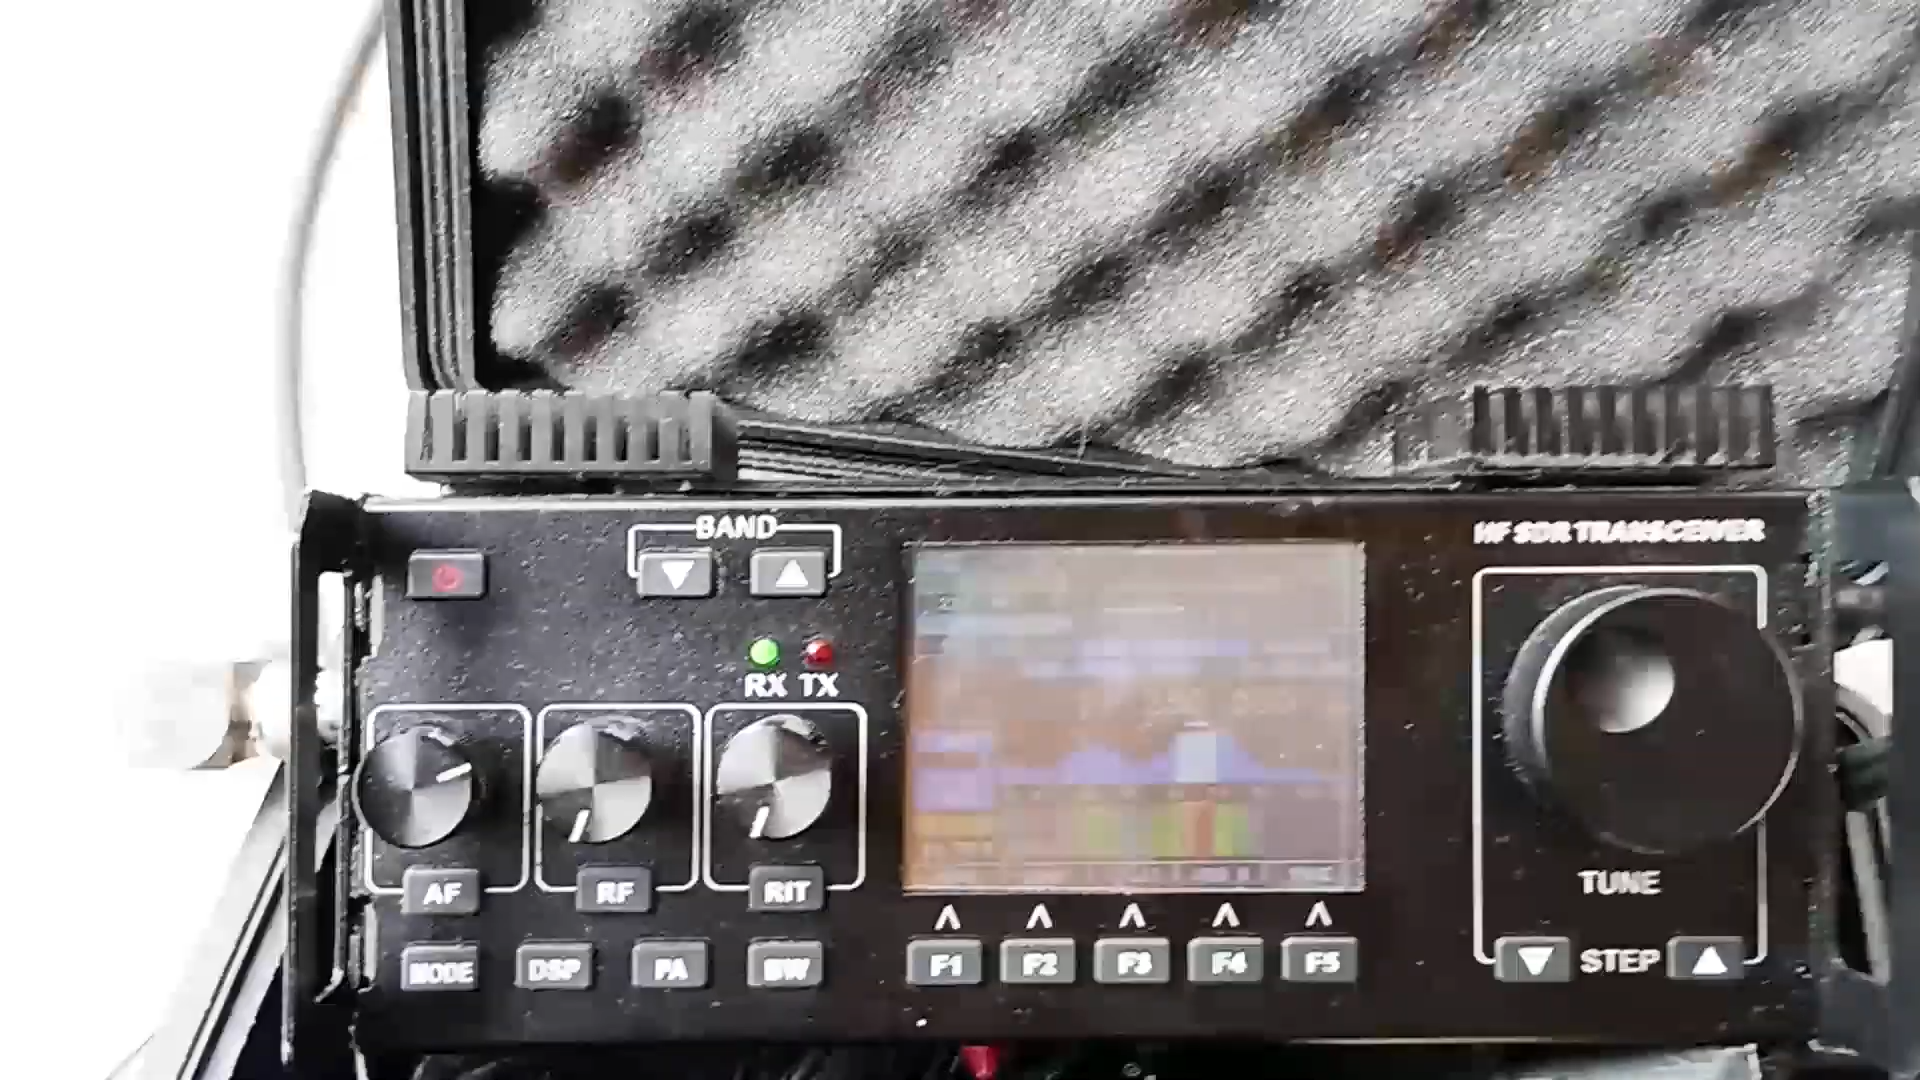 BAND
HF SDR TRANSCEIVER
RX TX
AF RF RIT
TUNE
MODE DSP PA BW
F1 F2 F3 F4 F5
STEP